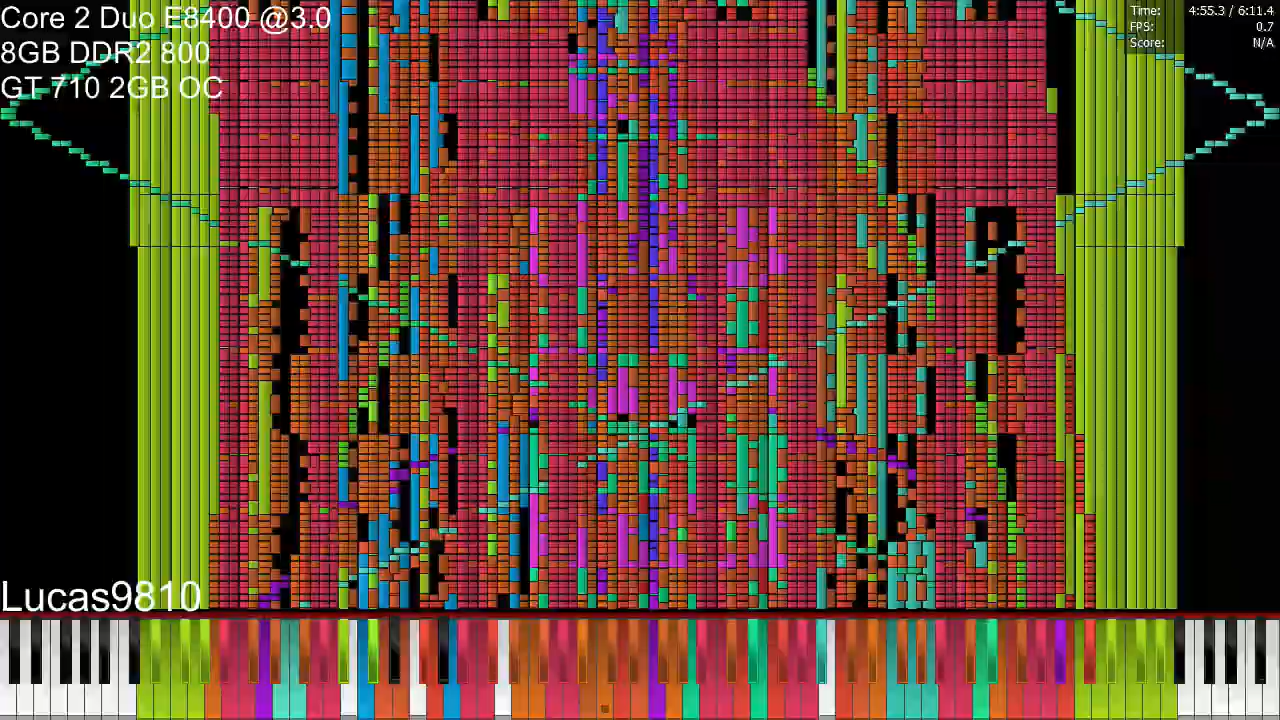 Core 2 Duo E8400 @3.0
8GB DDR2 800
GT 710 2GB OC
Time: 4:55.3 / 6:11.4
FPS: 0.7
Score: N/A
Lucas9810